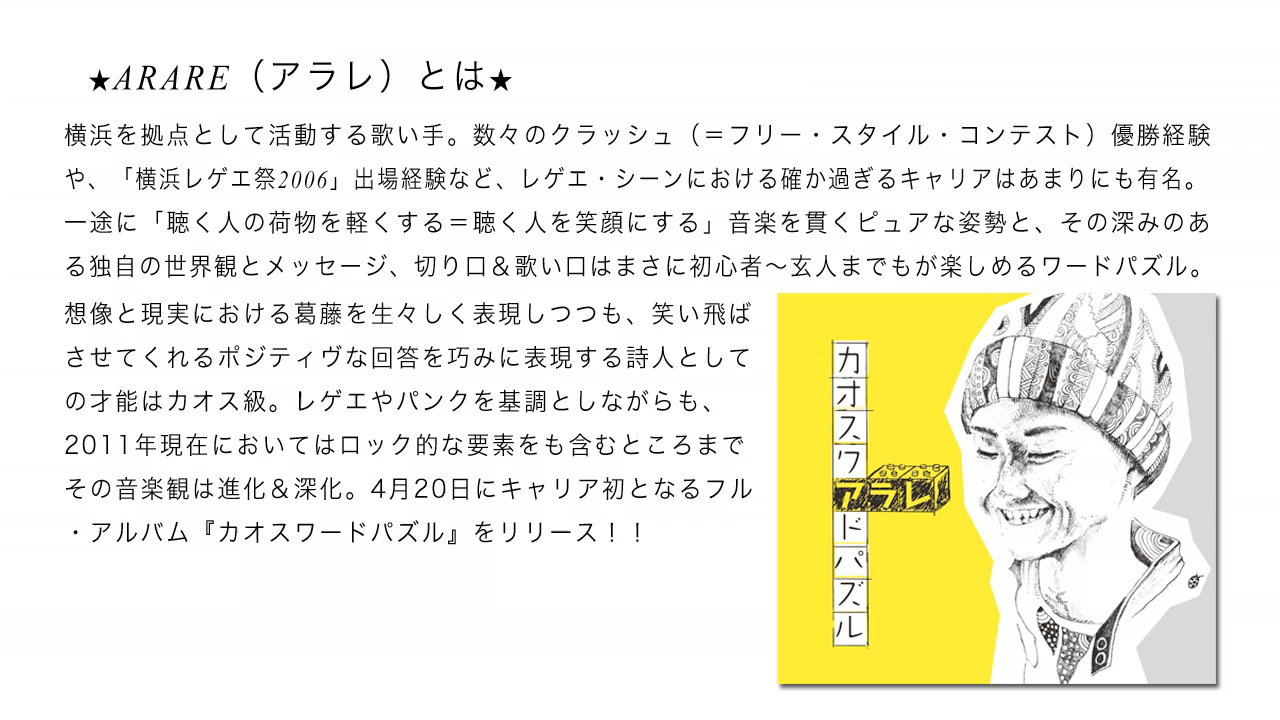 ★ARARE（アラレ）とは★
横浜を拠点として活動する歌い手。数々のクラッシュ（＝フリー・スタイル・コンテスト）優勝経験
や、「横浜レゲエ祭2006」出場経験など、レゲエ・シーンにおける確か過ぎるキャリアはあまりにも有名。
一途に「聴く人の荷物を軽くする＝聴く人を笑顔にする」音楽を貫くピュアな姿勢と、その深みのあ
る独自の世界観とメッセージ、切り口＆歌い口はまさに初心者～玄人までもが楽しめるワードパズル。
想像と現実における葛藤を生々しく表現しつつも、笑い飛ば
させてくれるポジティヴな回答を巧みに表現する詩人として
の才能はカオス級。レゲエやパンクを基調としながらも、
2011年現在においてはロック的な要素をも含むところまで
その音楽観は進化＆深化。4月20日にキャリア初となるフル
・アルバム『カオスワードパズル』をリリース！！
カオスワードパズル
アラレ